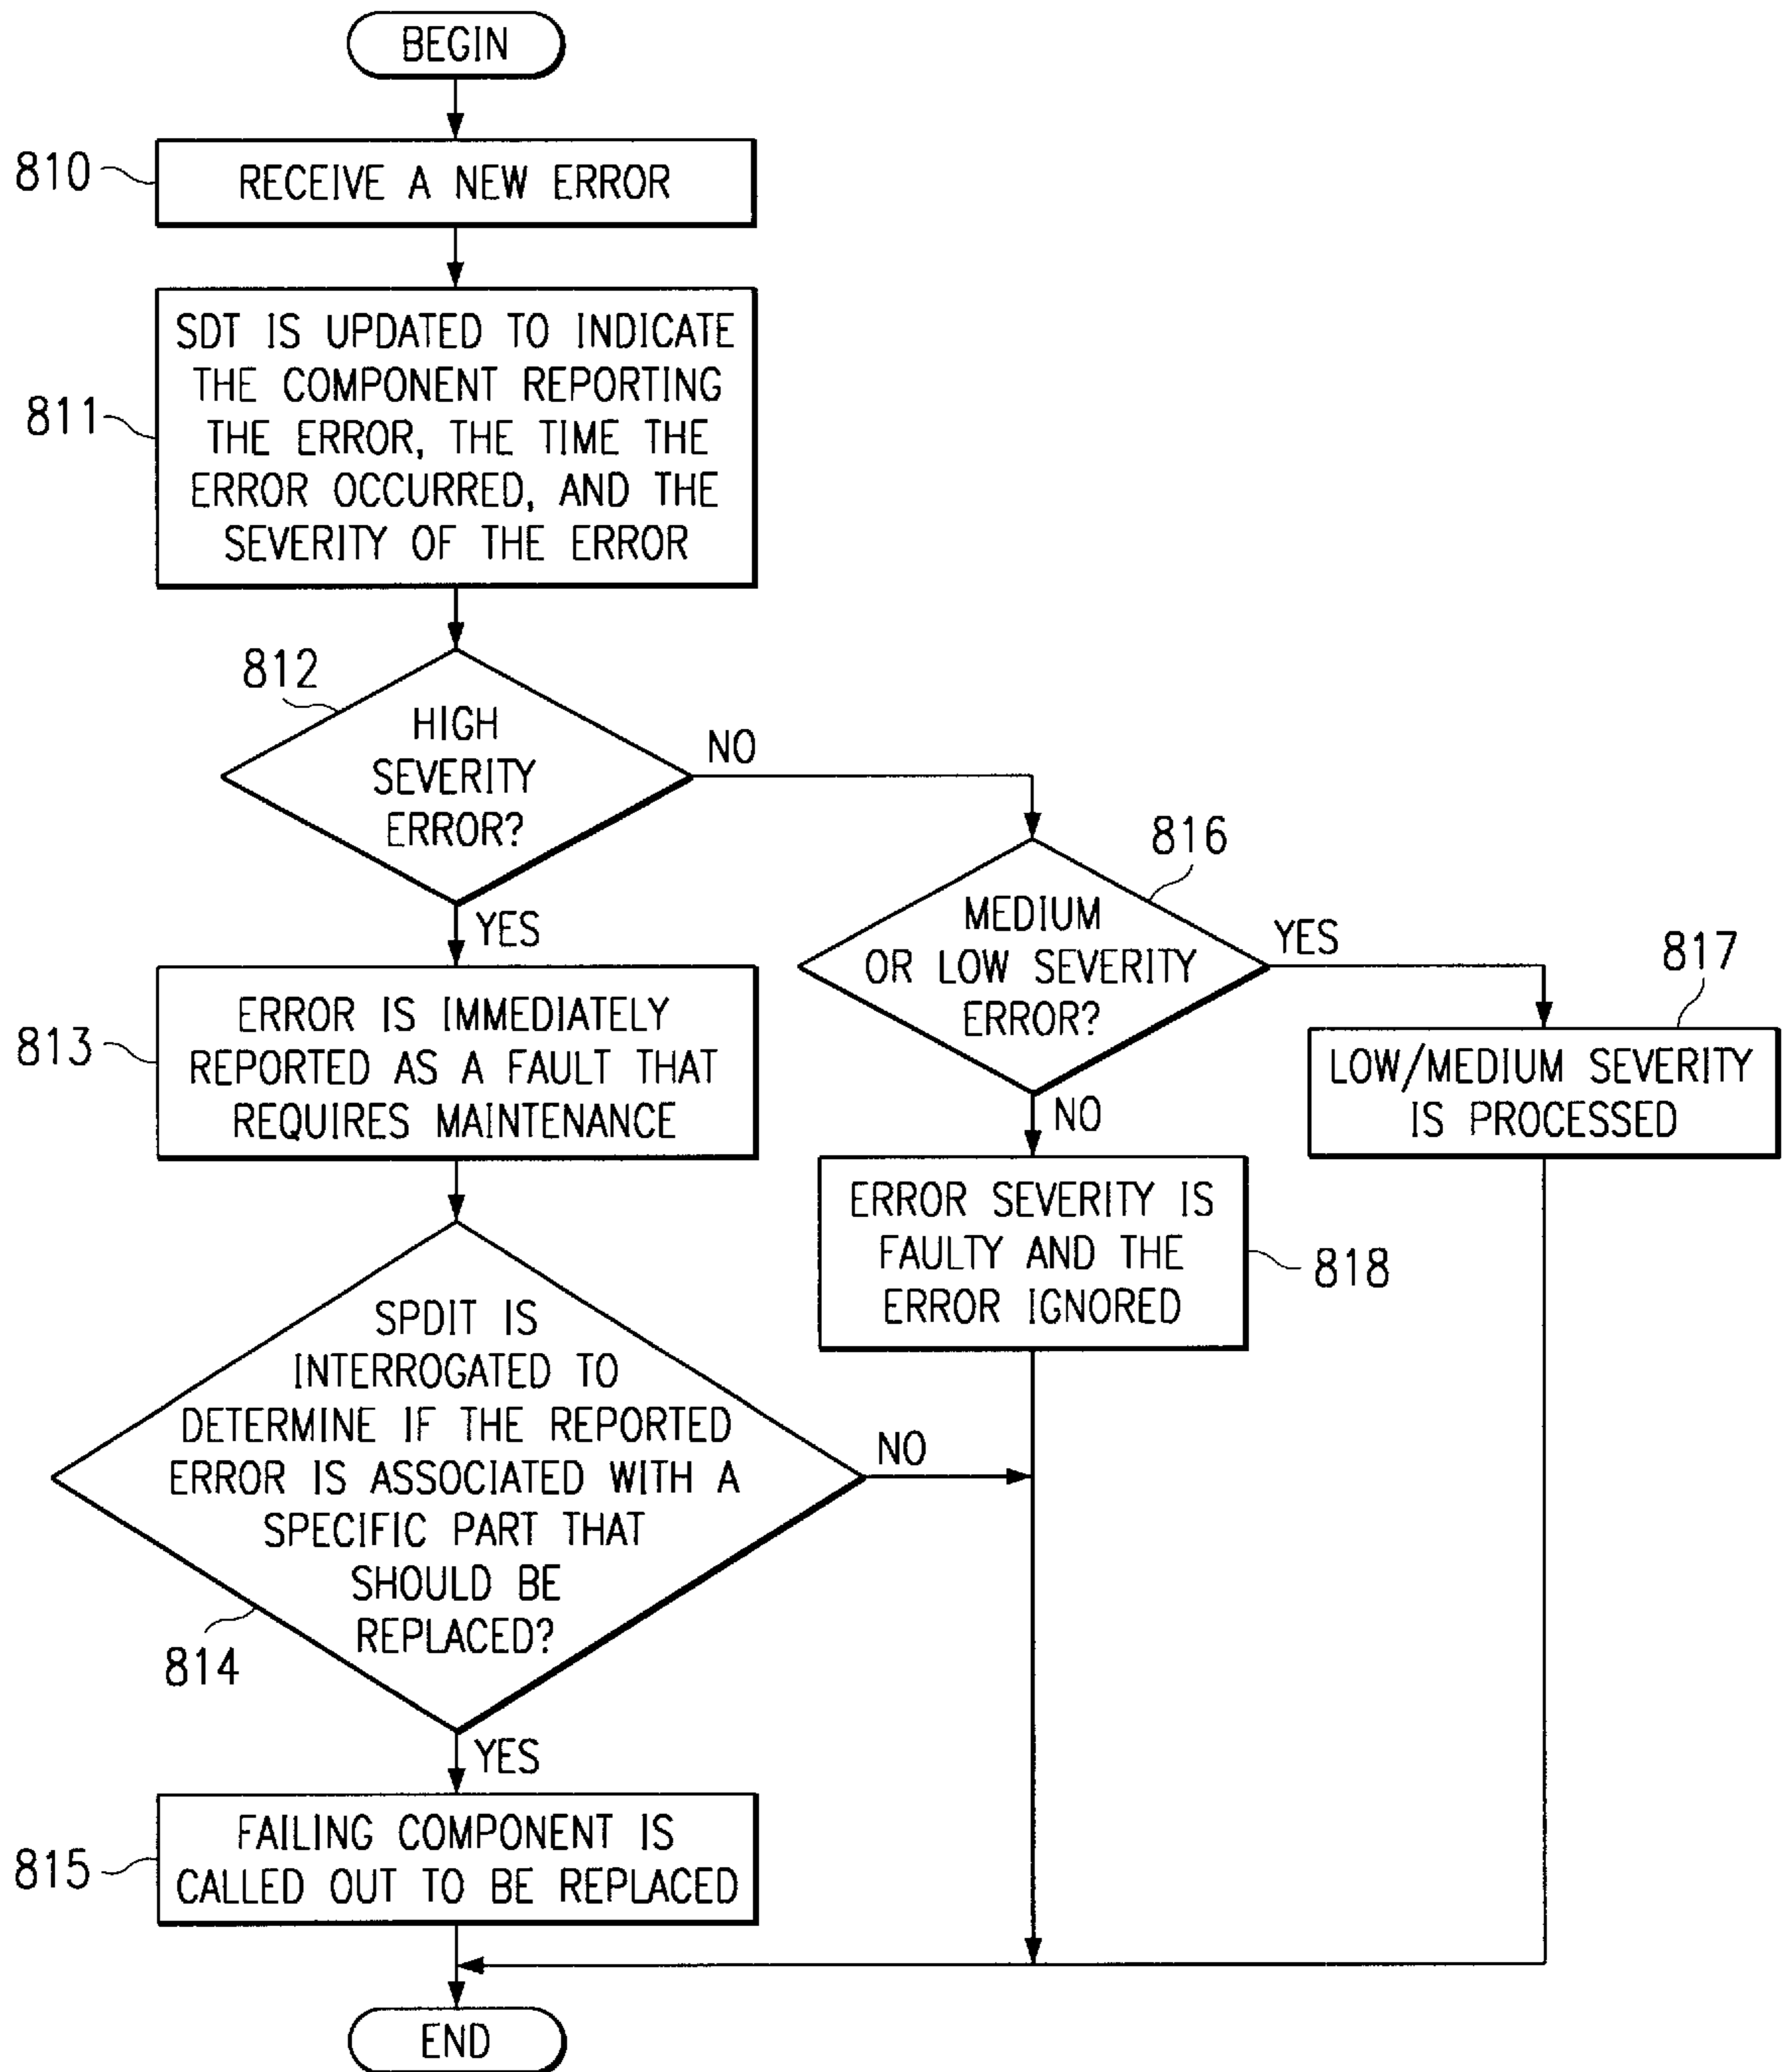 BEGIN
810
RECEIVE A NEW ERROR
811
SDT IS UPDATED TO INDICATE
THE COMPONENT REPORTING
THE ERROR, THE TIME THE
ERROR OCCURRED, AND THE
SEVERITY OF THE ERROR
812
HIGH
SEVERITY
ERROR?
NO
YES
816
MEDIUM
OR LOW SEVERITY
ERROR?
YES
NO
817
LOW/MEDIUM SEVERITY
IS PROCESSED
813
ERROR IS IMMEDIATELY
REPORTED AS A FAULT THAT
REQUIRES MAINTENANCE
ERROR SEVERITY IS
FAULTY AND THE
ERROR IGNORED
818
SPDIT IS
INTERROGATED TO
DETERMINE IF THE REPORTED
ERROR IS ASSOCIATED WITH A
SPECIFIC PART THAT
SHOULD BE
REPLACED?
814
NO
YES
815
FAILING COMPONENT IS
CALLED OUT TO BE REPLACED
END